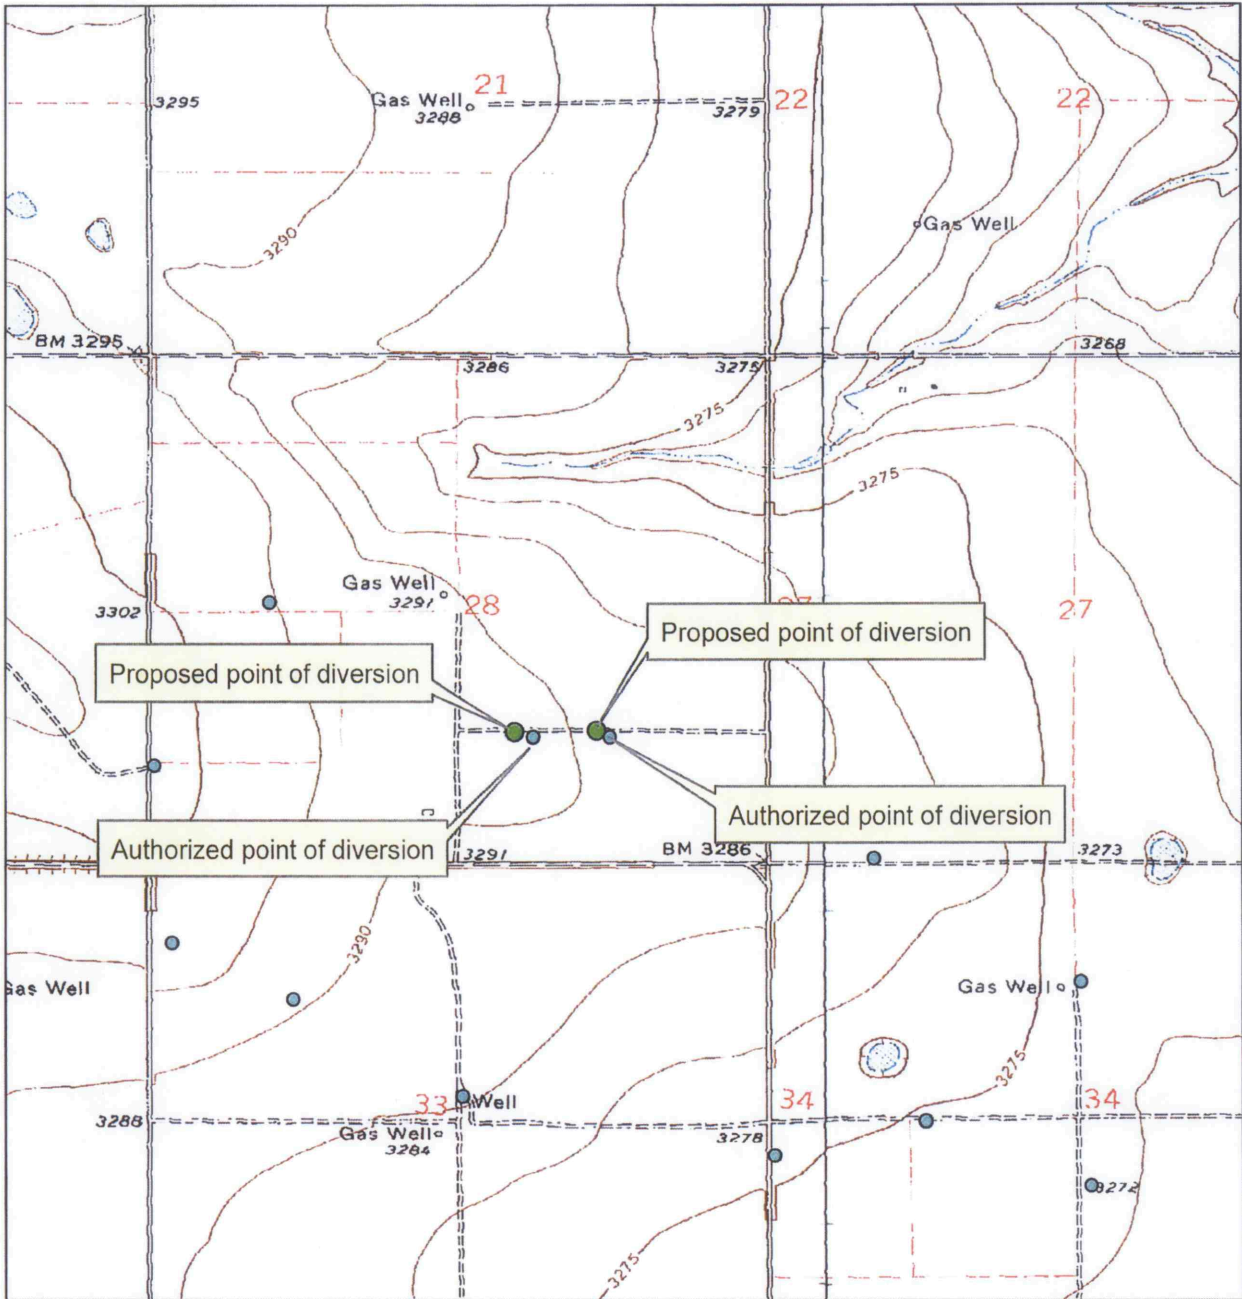 21
Gas Well
3288
3295
3279
22
22
Gas Well
3290
BM 3295
3286
3275
3268
3275
3275
Gas Well
3291
3302
28
27
Proposed point of diversion
Proposed point of diversion
Authorized point of diversion
Authorized point of diversion
3291
BM 3286
3273
3290
Gas Well
Gas Well
3275
33
Well
34
34
3288
Gas Well
3284
3278
3272
3275